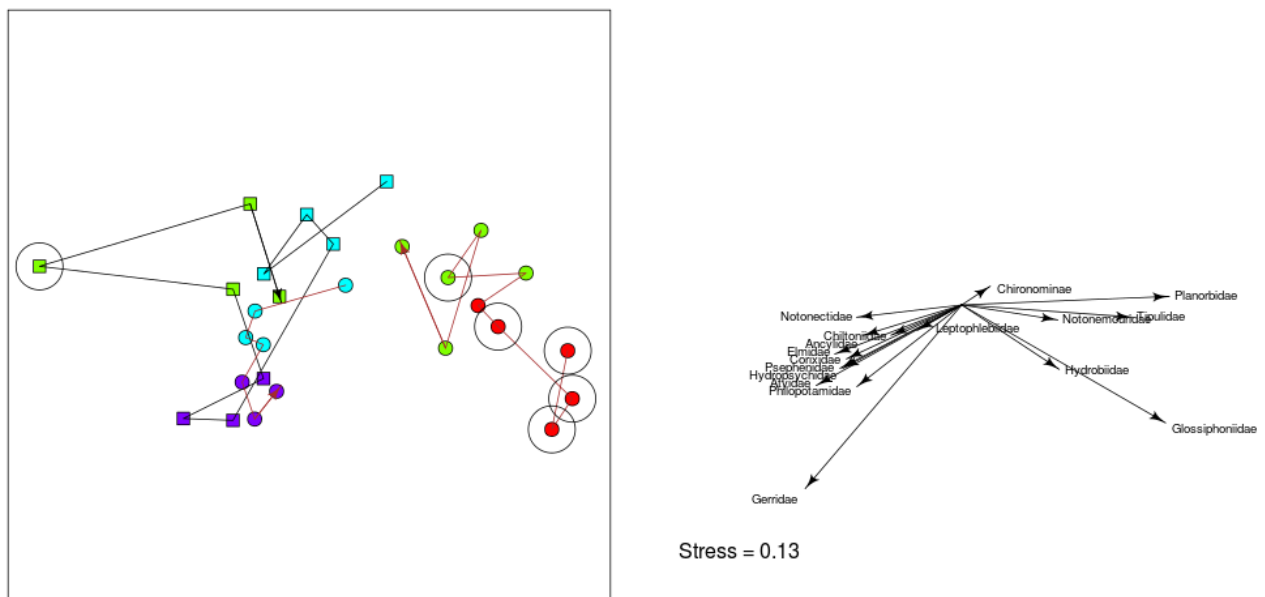 Chironominae
Planorbidae
Notonectidae
Tipulidae
Notonemouridae
Leptophlebiidae
Chiltoniidae
Ancylidae
Elmidae
Corixidae
Psephenidae
Hydrobiidae
Hydropsychidae
Atyidae
Philopotamidae
Glossiphoniidae
Gerridae
Stress = 0.13